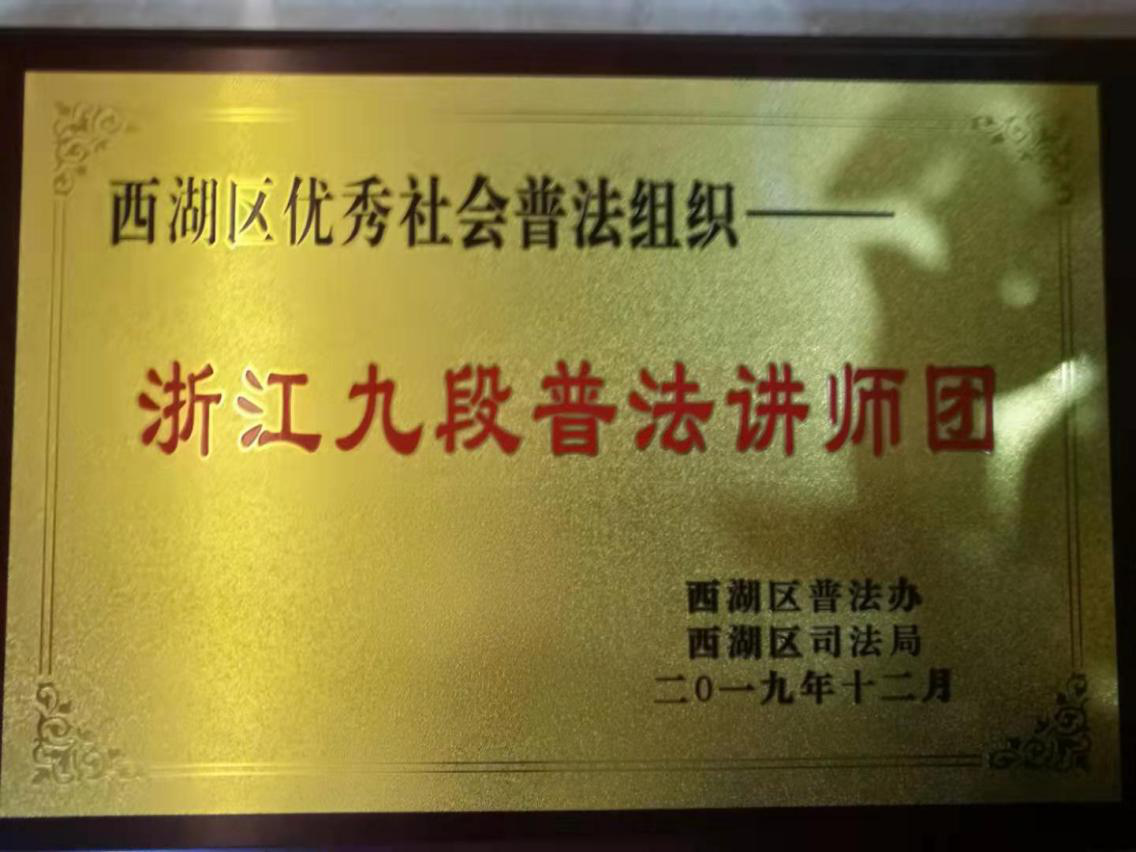 西湖区优秀社会普法组织——
浙江九段普法讲师团
西湖区普法办
西湖区司法局
二0一九年十二月